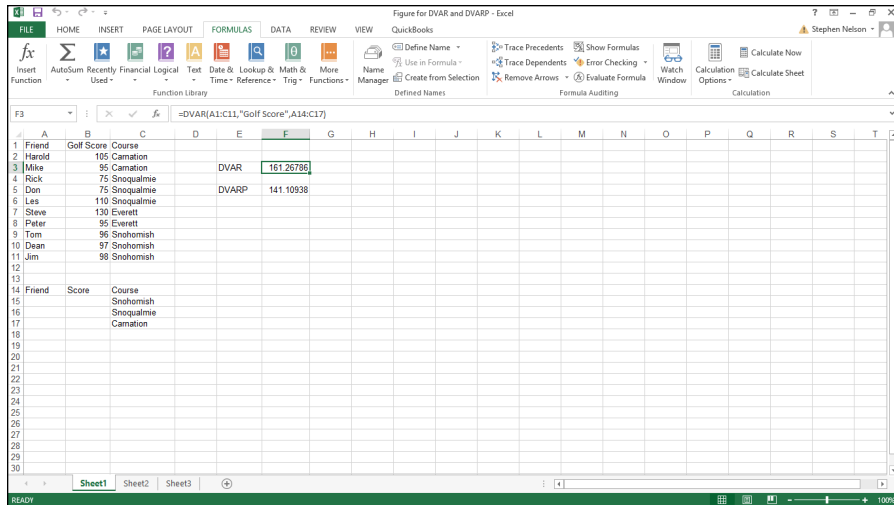 Figure for DVAR and DVARP - Excel
FILE HOME INSERT PAGE LAYOUT FORMULAS DATA REVIEW VIEW QuickBooks Stephen Nelson
fx Insert Function
Σ AutoSum
Recently Used
Financial
Logical
A Text
Date & Time
Lookup & Reference
θ Math & Trig
More Functions
Function Library
Name Manager
Define Name
Use in Formula
Create from Selection
Defined Names
Trace Precedents
Trace Dependents
Remove Arrows
Show Formulas
Error Checking
Evaluate Formula
Watch Window
Formula Auditing
Calculation Options
Calculate Now
Calculate Sheet
Calculation
F3 fx =DVAR(A1:C11,"Golf Score",A14:C17)
A B C D E F G H I J K L M N O P Q R S T
1 Friend Golf Score Course
2 Harold 105 Carnation
3 Mike 95 Carnation DVAR 161.26786
4 Rick 75 Snoqualmie
5 Don 75 Snoqualmie DVARP 141.10938
6 Les 110 Snoqualmie
7 Steve 130 Everett
8 Peter 95 Everett
9 Tom 96 Snohomish
10 Dean 97 Snohomish
11 Jim 98 Snohomish
12
13
14 Friend Score Course
15 Snohomish
16 Snoqualmie
17 Carnation
18
19
20
21
22
23
24
25
26
27
28
29
30
Sheet1 Sheet2 Sheet3
READY 100%